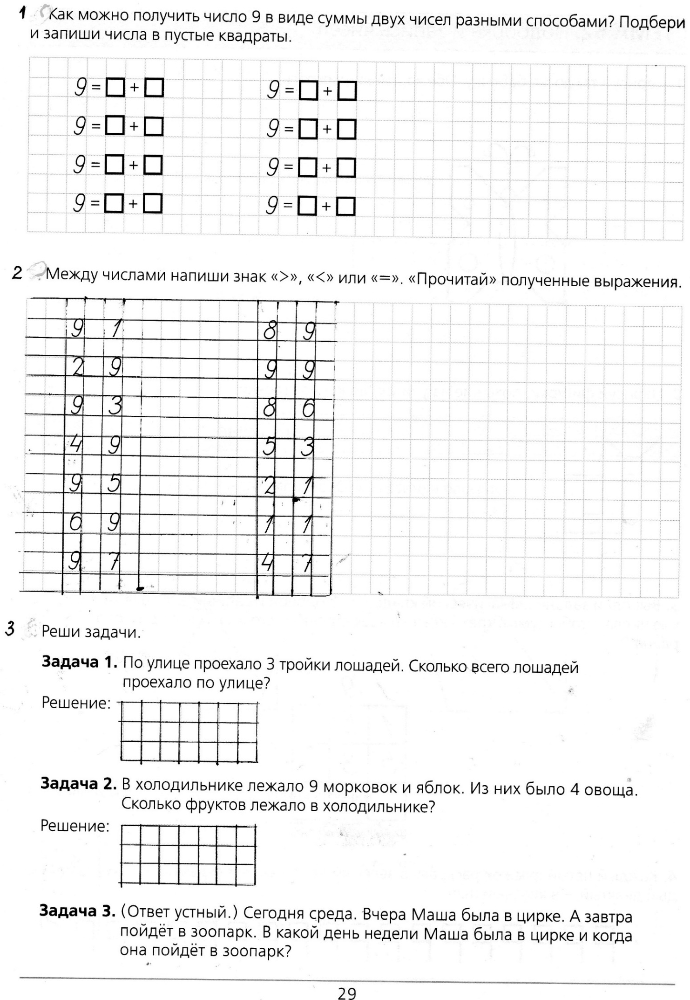 1 Как можно получить число 9 в виде суммы двух чисел разными способами? Подбери
и запиши числа в пустые квадраты.
9 = □ + □ 9 = □ + □
9 = □ + □ 9 = □ + □
9 = □ + □ 9 = □ + □
9 = □ + □ 9 = □ + □
2 Между числами напиши знак «>», «<» или «=». «Прочитай» полученные выражения.
9 1 8 9
2 9 9 9
9 3 8 6
4 9 5 3
9 5 2 1
6 9 1 1
9 7 4 7
3 Реши задачи.
Задача 1. По улице проехало 3 тройки лошадей. Сколько всего лошадей
проехало по улице?
Решение:
Задача 2. В холодильнике лежало 9 морковок и яблок. Из них было 4 овоща.
Сколько фруктов лежало в холодильнике?
Решение:
Задача 3. (Ответ устный.) Сегодня среда. Вчера Маша была в цирке. А завтра
пойдёт в зоопарк. В какой день недели Маша была в цирке и когда
она пойдёт в зоопарк?
29